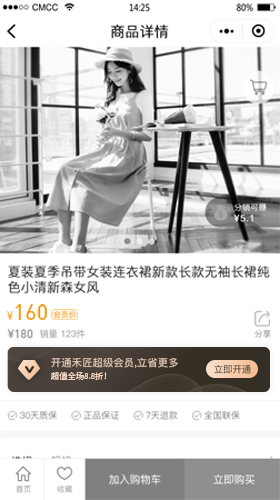 CMCC 14:25 80%
商品详情
分销可赚
¥5.1
夏装夏季吊带女装连衣裙新款长款无袖长裙纯
色小清新森女风
¥160 会员价
¥180 销量 123件
分享
开通禾匠超级会员,立省更多
超值全场8.8折!
立即开通
30天质保 正品保证 7天退款 全国联保
首页 收藏 加入购物车 立即购买